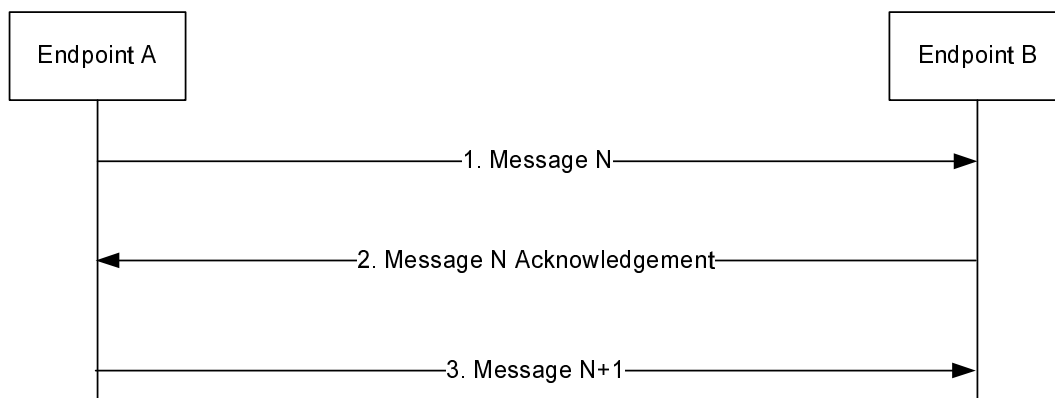 Endpoint A
Endpoint B
1. Message N
2. Message N Acknowledgement
3. Message N+1